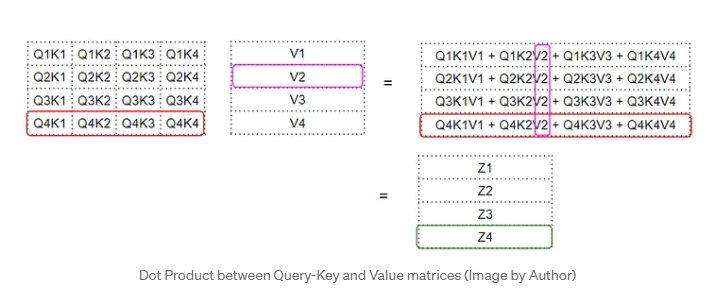 Q1K1 Q1K2 Q1K3 Q1K4
Q2K1 Q2K2 Q2K3 Q2K4
Q3K1 Q3K2 Q3K3 Q3K4
Q4K1 Q4K2 Q4K3 Q4K4
V1
V2
V3
V4
=
Q1K1V1 + Q1K2V2 + Q1K3V3 + Q1K4V4
Q2K1V1 + Q2K2V2 + Q2K3V3 + Q2K4V4
Q3K1V1 + Q3K2V2 + Q3K3V3 + Q3K4V4
Q4K1V1 + Q4K2V2 + Q4K3V3 + Q4K4V4
=
Z1
Z2
Z3
Z4
Dot Product between Query-Key and Value matrices (Image by Author)